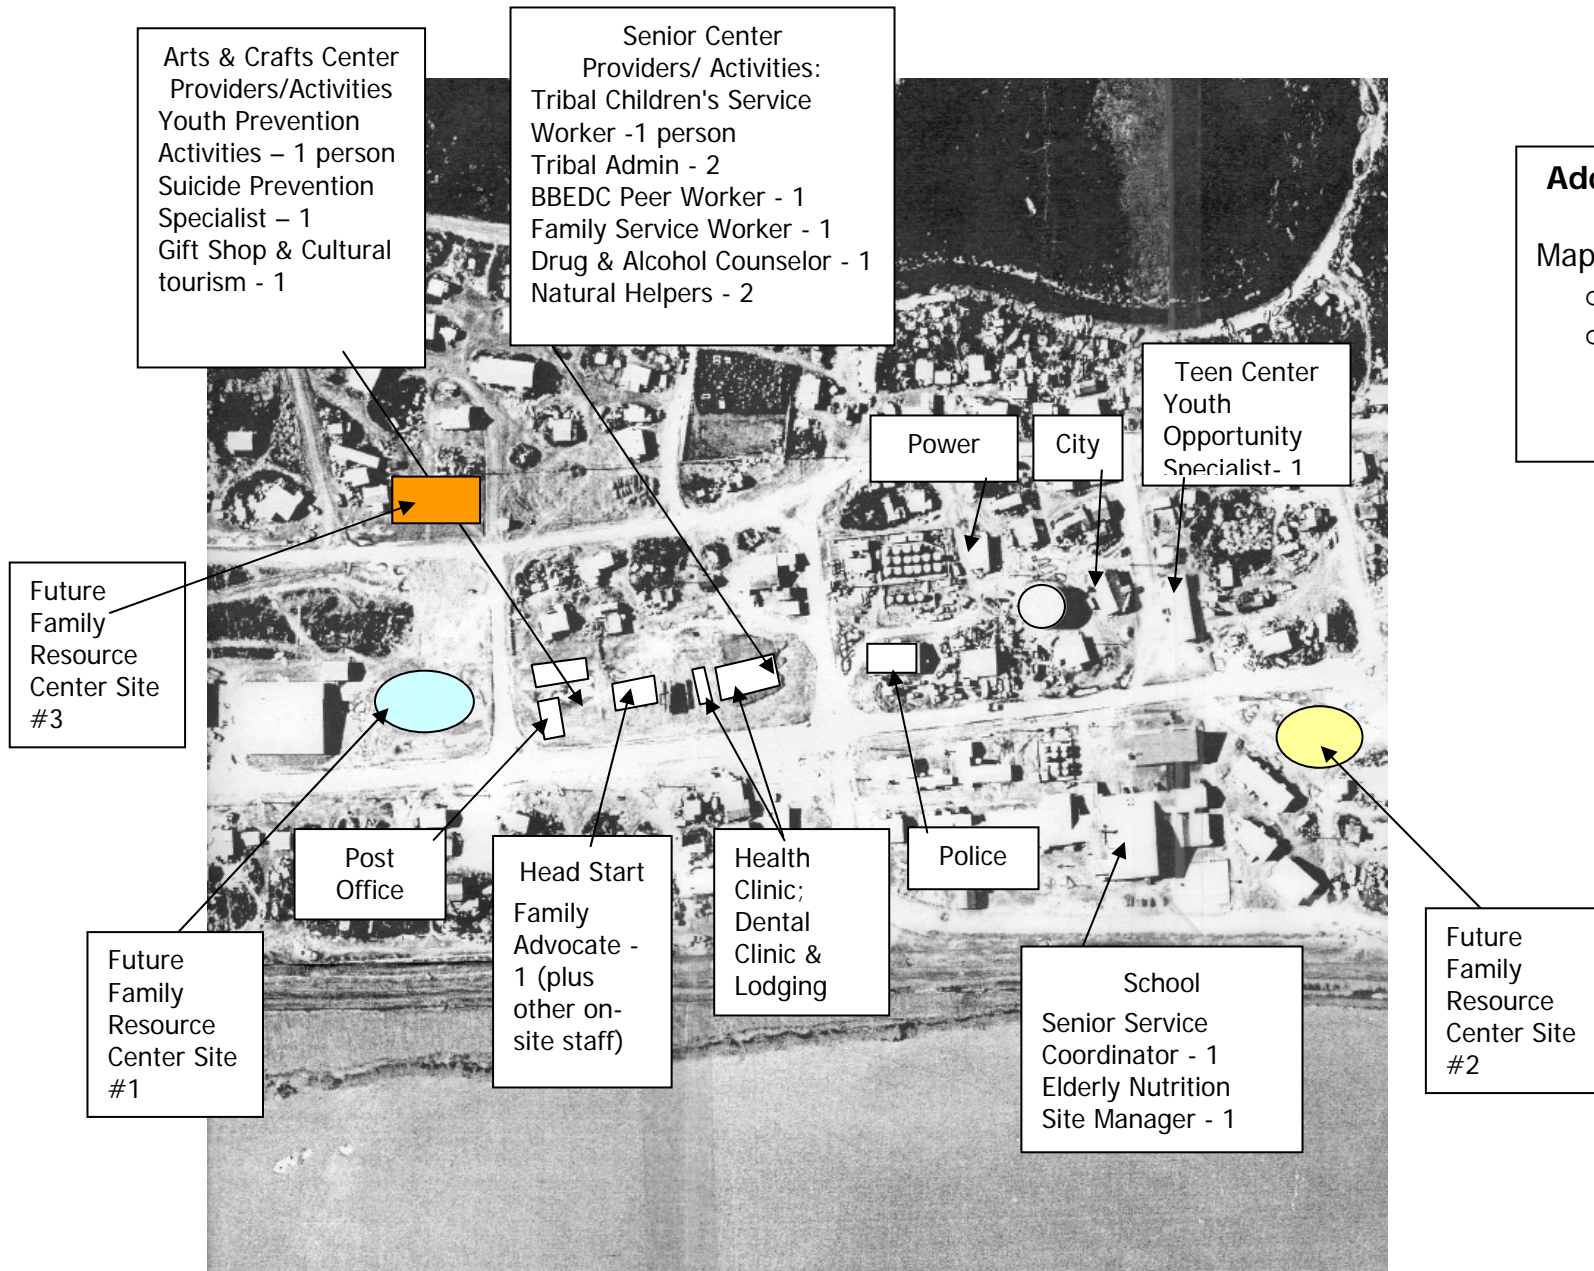 Arts & Crafts Center
Providers/Activities
Youth Prevention
Activities – 1 person
Suicide Prevention
Specialist – 1
Gift Shop & Cultural
tourism - 1
Senior Center
Providers/ Activities:
Tribal Children's Service
Worker -1 person
Tribal Admin - 2
BBEDC Peer Worker - 1
Family Service Worker - 1
Drug & Alcohol Counselor - 1
Natural Helpers - 2
Map
Teen Center
Youth
Opportunity
Specialist- 1
Power
City
Future
Family
Resource
Center Site
#3
Post
Office
Head Start
Family
Advocate -
1 (plus
other on-
site staff)
Health
Clinic;
Dental
Clinic &
Lodging
Police
Future
Family
Resource
Center Site
#1
School
Senior Service
Coordinator - 1
Elderly Nutrition
Site Manager - 1
Future
Family
Resource
Center Site
#2